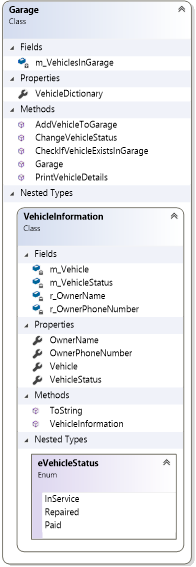 Garage
Class
Fields
m_VehiclesInGarage
Properties
VehicleDictionary
Methods
AddVehicleToGarage
ChangeVehicleStatus
CheckIfVehicleExistsInGarage
Garage
PrintVehicleDetails
Nested Types
VehicleInformation
Class
Fields
m_Vehicle
m_VehicleStatus
r_OwnerName
r_OwnerPhoneNumber
Properties
OwnerName
OwnerPhoneNumber
Vehicle
VehicleStatus
Methods
ToString
VehicleInformation
Nested Types
eVehicleStatus
Enum
InService
Repaired
Paid